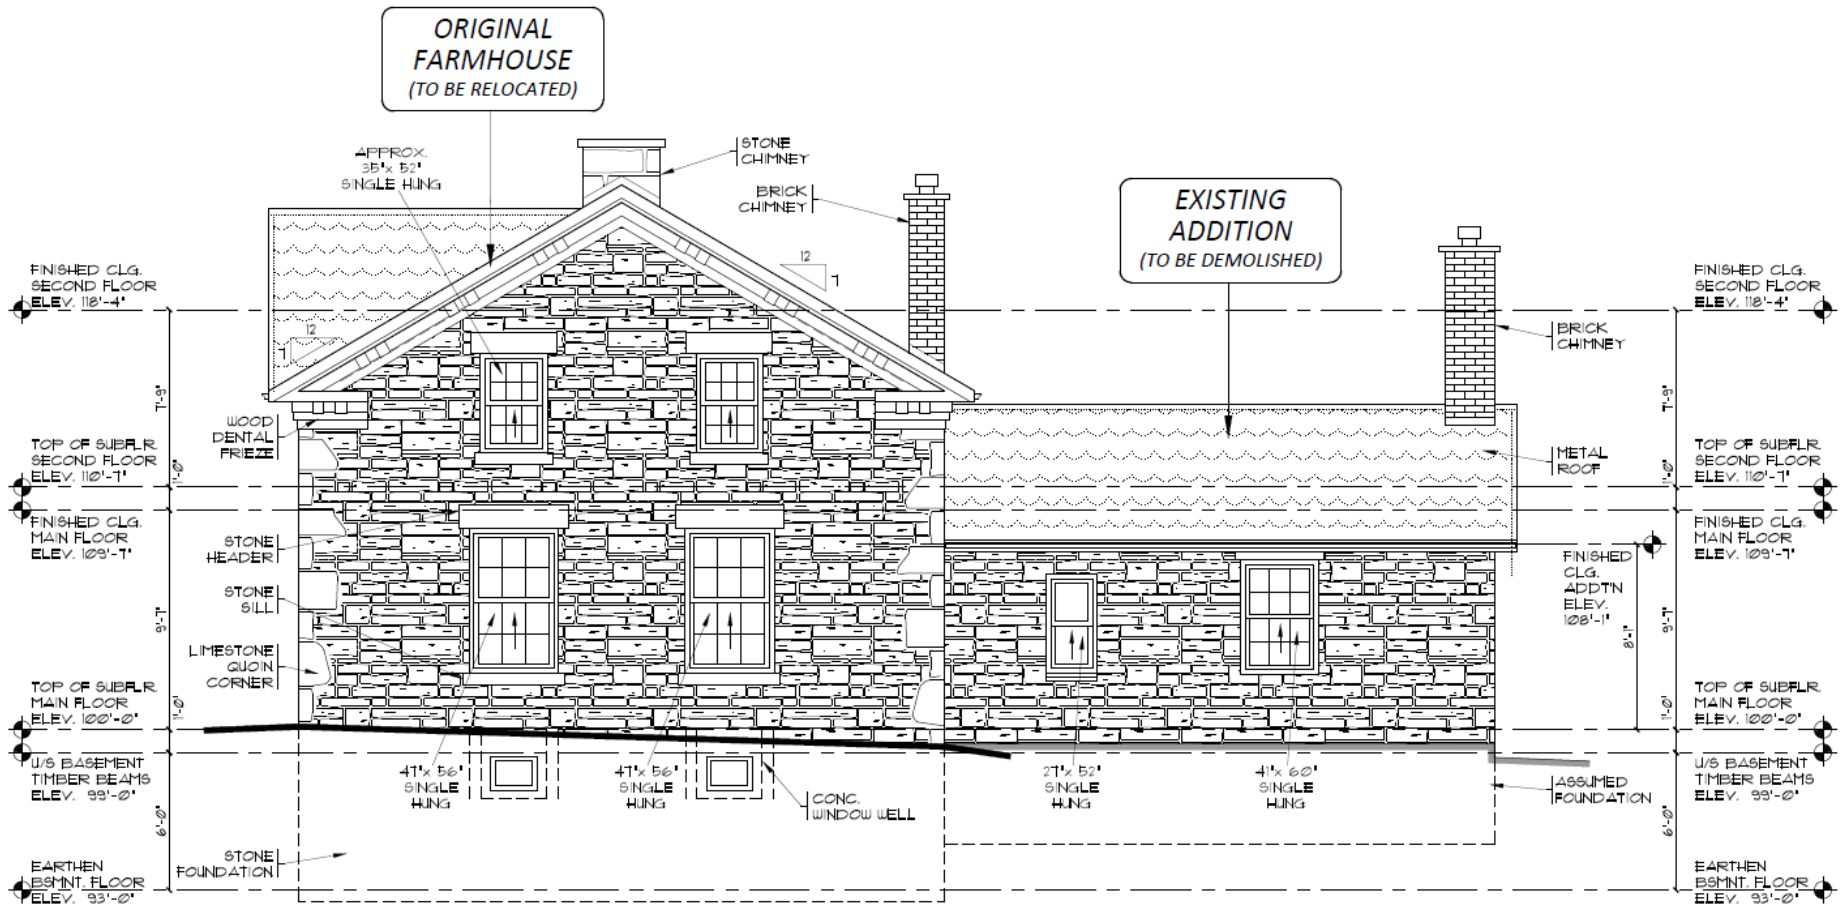 ORIGINAL
FARMHOUSE
(TO BE RELOCATED)
APPROX.
35"x 52"
SINGLE HUNG
STONE
CHIMNEY
BRICK
CHIMNEY
EXISTING
ADDITION
(TO BE DEMOLISHED)
12
7
12
7
FINISHED CLG.
SECOND FLOOR
ELEV. 118'-4"
7'-9"
TOP OF SUBFLR.
SECOND FLOOR
ELEV. 110'-7"
1'-0"
FINISHED CLG.
MAIN FLOOR
ELEV. 109'-7"
9'-7"
TOP OF SUBFLR.
MAIN FLOOR
ELEV. 100'-0"
1'-0"
U/S BASEMENT
TIMBER BEAMS
ELEV. 99'-0"
6'-0"
EARTHEN
BSMNT. FLOOR
ELEV. 93'-0"
WOOD
DENTAL
FRIEZE
STONE
HEADER
STONE
SILL
LIMESTONE
QUOIN
CORNER
STONE
FOUNDATION
47"x 56"
SINGLE
HUNG
47"x 56"
SINGLE
HUNG
CONC.
WINDOW WELL
27"x 52"
SINGLE
HUNG
41"x 60"
SINGLE
HUNG
BRICK
CHIMNEY
METAL
ROOF
FINISHED
CLG.
ADDT'N
ELEV.
108'-1"
8'-1"
ASSUMED
FOUNDATION
FINISHED CLG.
SECOND FLOOR
ELEV. 118'-4"
7'-9"
TOP OF SUBFLR.
SECOND FLOOR
ELEV. 110'-7"
1'-0"
FINISHED CLG.
MAIN FLOOR
ELEV. 109'-7"
9'-7"
TOP OF SUBFLR.
MAIN FLOOR
ELEV. 100'-0"
1'-0"
U/S BASEMENT
TIMBER BEAMS
ELEV. 99'-0"
6'-0"
EARTHEN
BSMNT. FLOOR
ELEV. 93'-0"